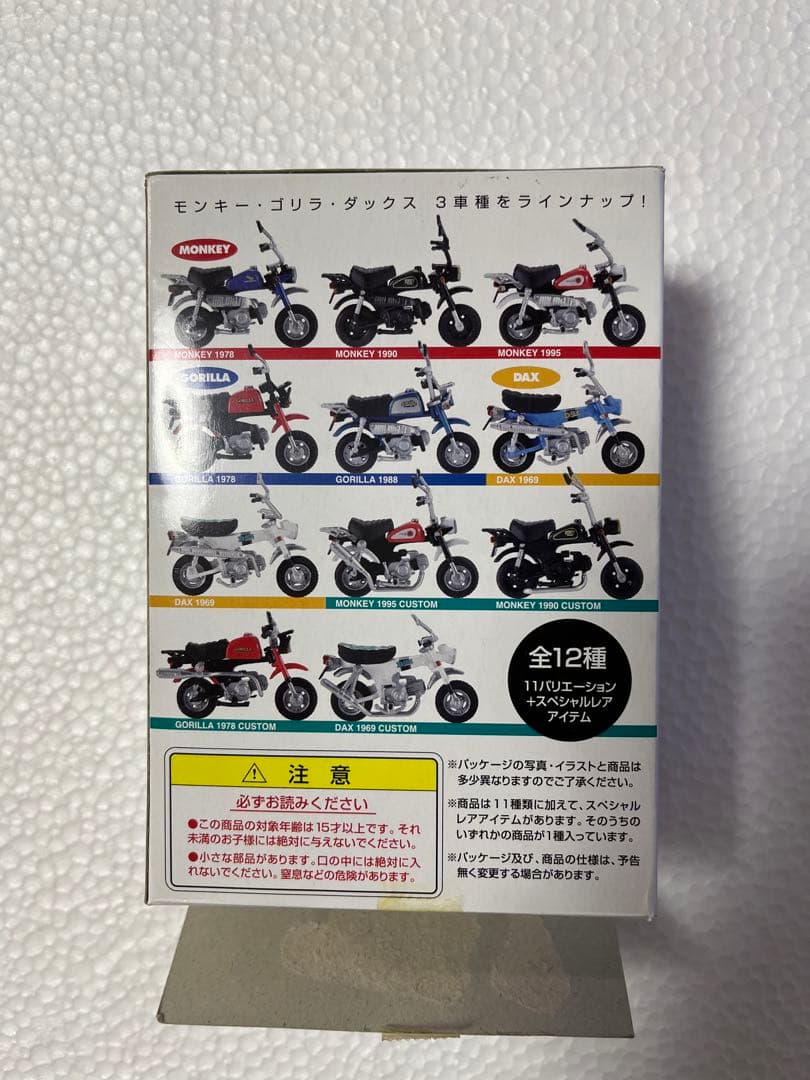 モンキー・ゴリラ・ダックス 3車種をラインナップ!
MONKEY
MONKEY 1978
MONKEY 1990
MONKEY 1995
GORILLA
DAX
GORILLA 1978
GORILLA 1988
DAX 1969
DAX 1969
MONKEY 1995 CUSTOM
MONKEY 1990 CUSTOM
GORILLA 1978 CUSTOM
DAX 1969 CUSTOM
全12種
11バリエーション
+スペシャルレア
アイテム
注意
必ずお読みください
●この商品の対象年齢は15才以上です。それ
未満のお子様には絶対に与えないでください。
●小さな部品があります。口の中には絶対に入
れないでください。窒息などの危険があります。
※パッケージの写真・イラストと商品は
多少異なりますのでご了承ください。
※商品は11種類に加えて、スペシャル
レアアイテムがあります。そのうちの
いずれかの商品が1種入っています。
※パッケージ及び、商品の仕様は、予告
無く変更する場合があります。